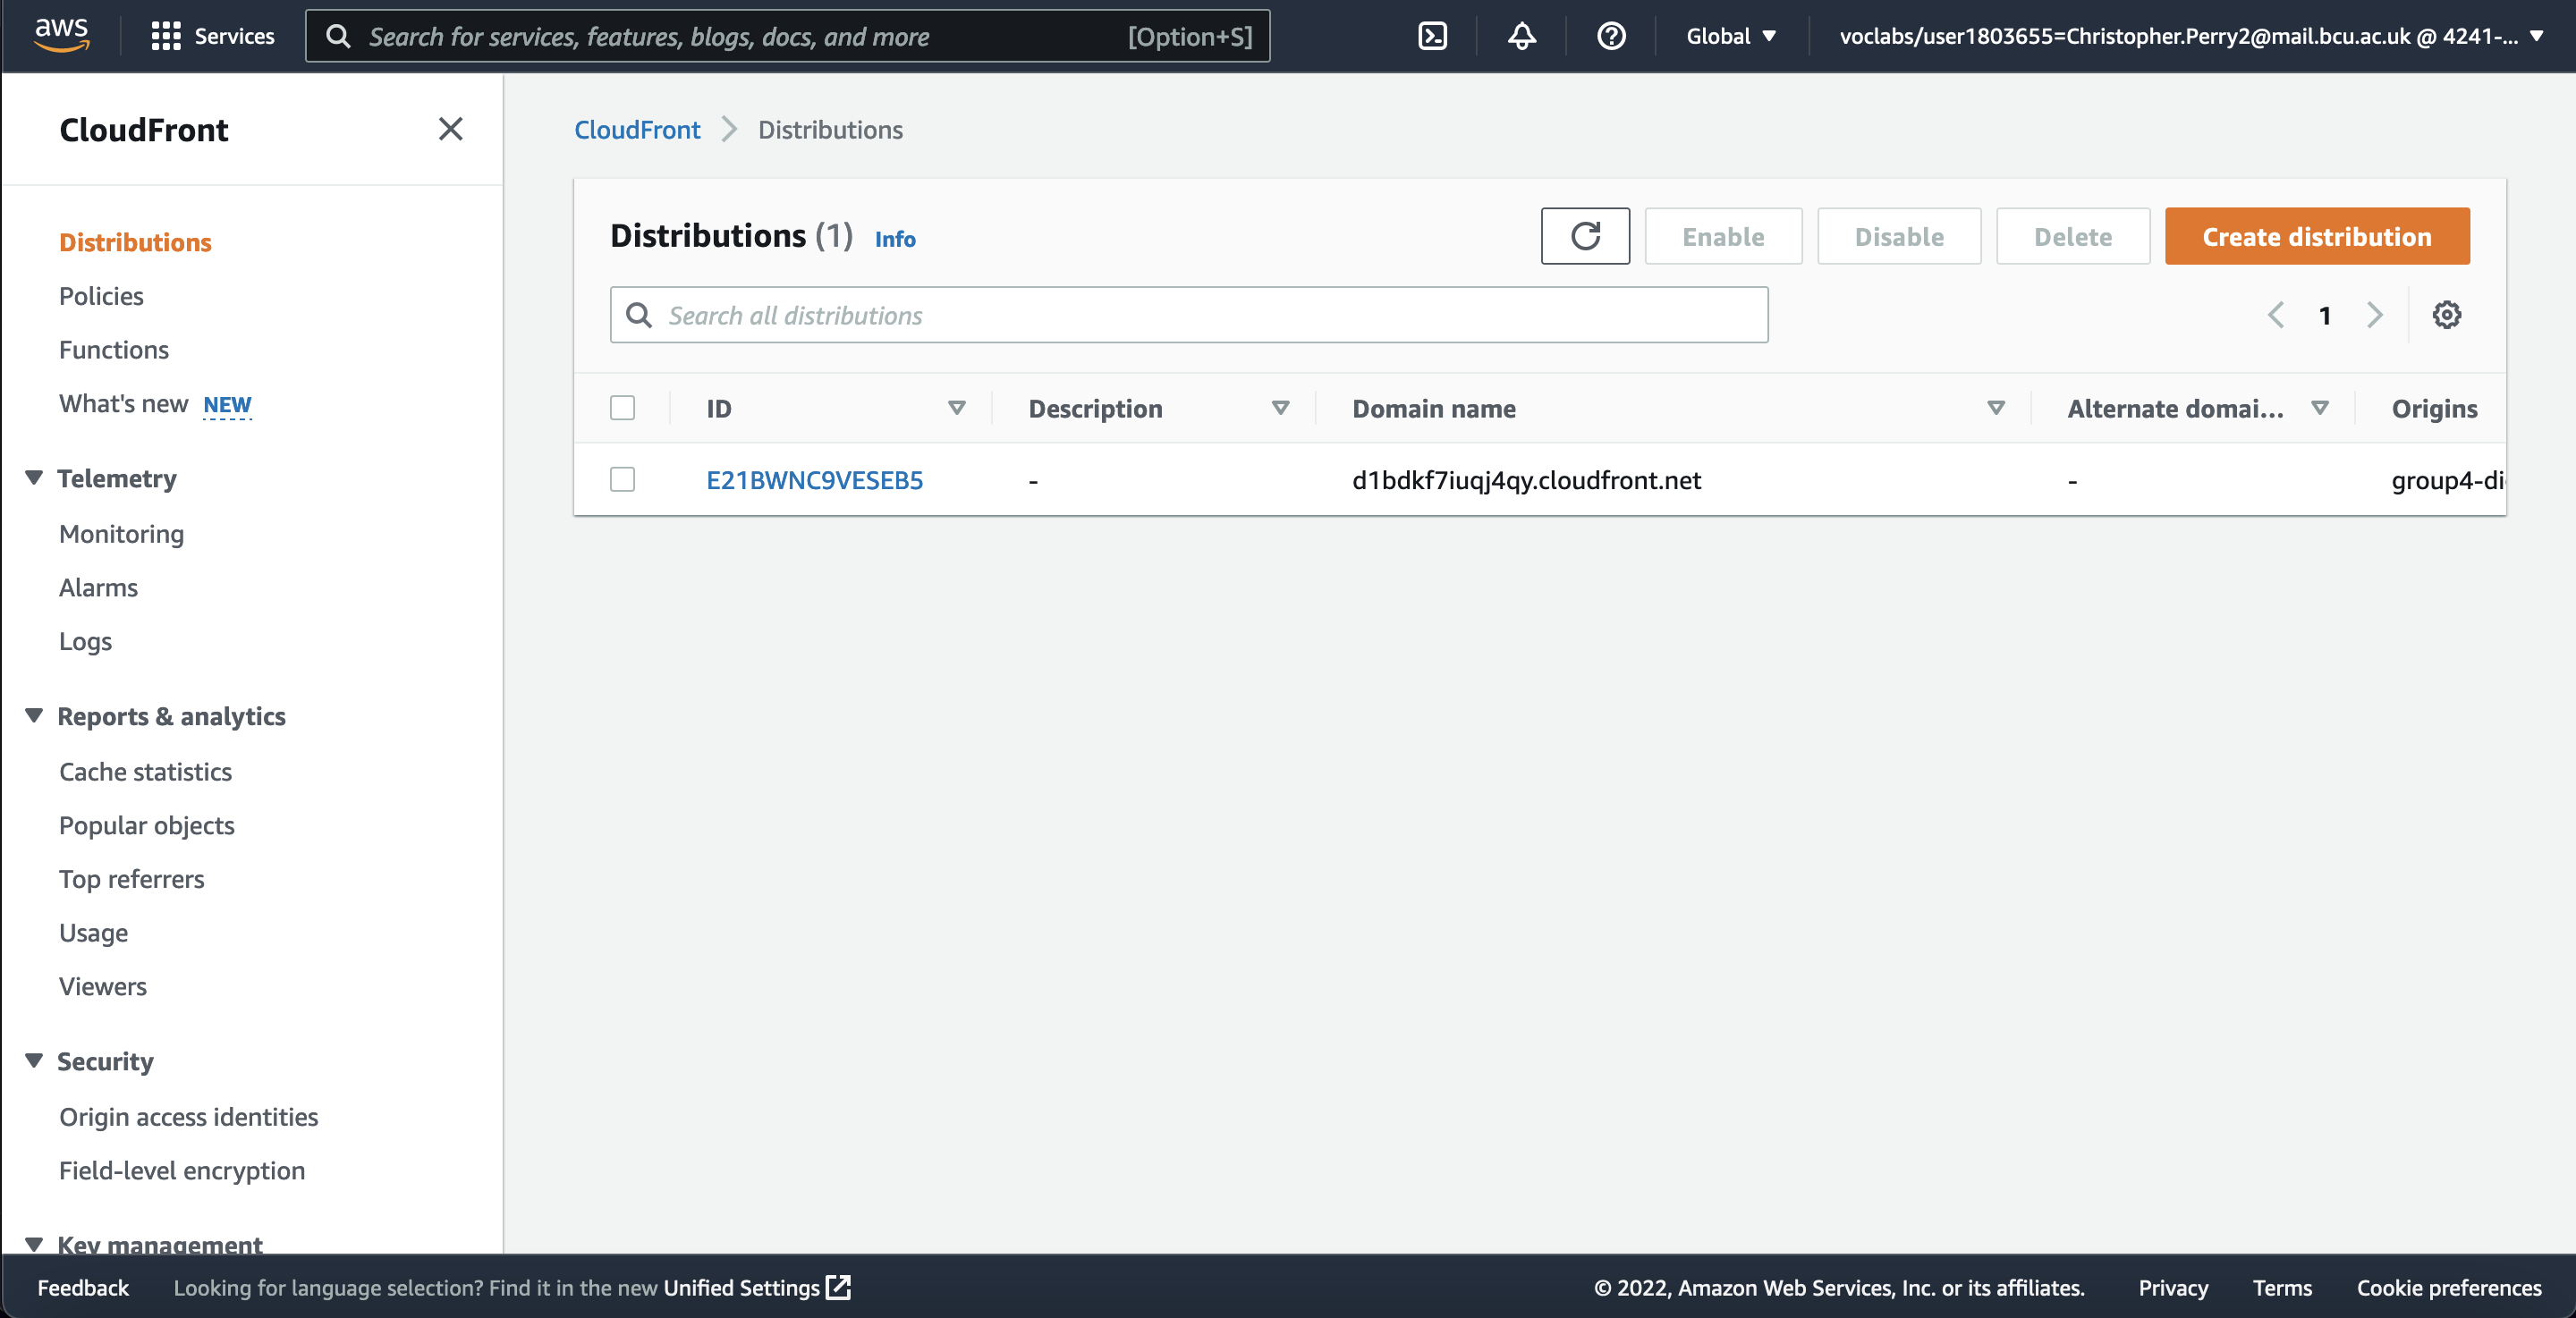 aws Services Search for services, features, blogs, docs, and more [Option+S] Global voclabs/user1803655=Christopher.Perry2@mail.bcu.ac.uk @ 4241-...
CloudFront
Distributions
Policies
Functions
What's new NEW
Telemetry
Monitoring
Alarms
Logs
Reports & analytics
Cache statistics
Popular objects
Top referrers
Usage
Viewers
Security
Origin access identities
Field-level encryption
Key management
CloudFront > Distributions
Distributions (1) Info Enable Disable Delete Create distribution
Search all distributions 1
ID Description Domain name Alternate domai... Origins
E21BWNC9VESEB5 - d1bdkf7iuqj4qy.cloudfront.net - group4-di
Feedback Looking for language selection? Find it in the new Unified Settings © 2022, Amazon Web Services, Inc. or its affiliates. Privacy Terms Cookie preferences